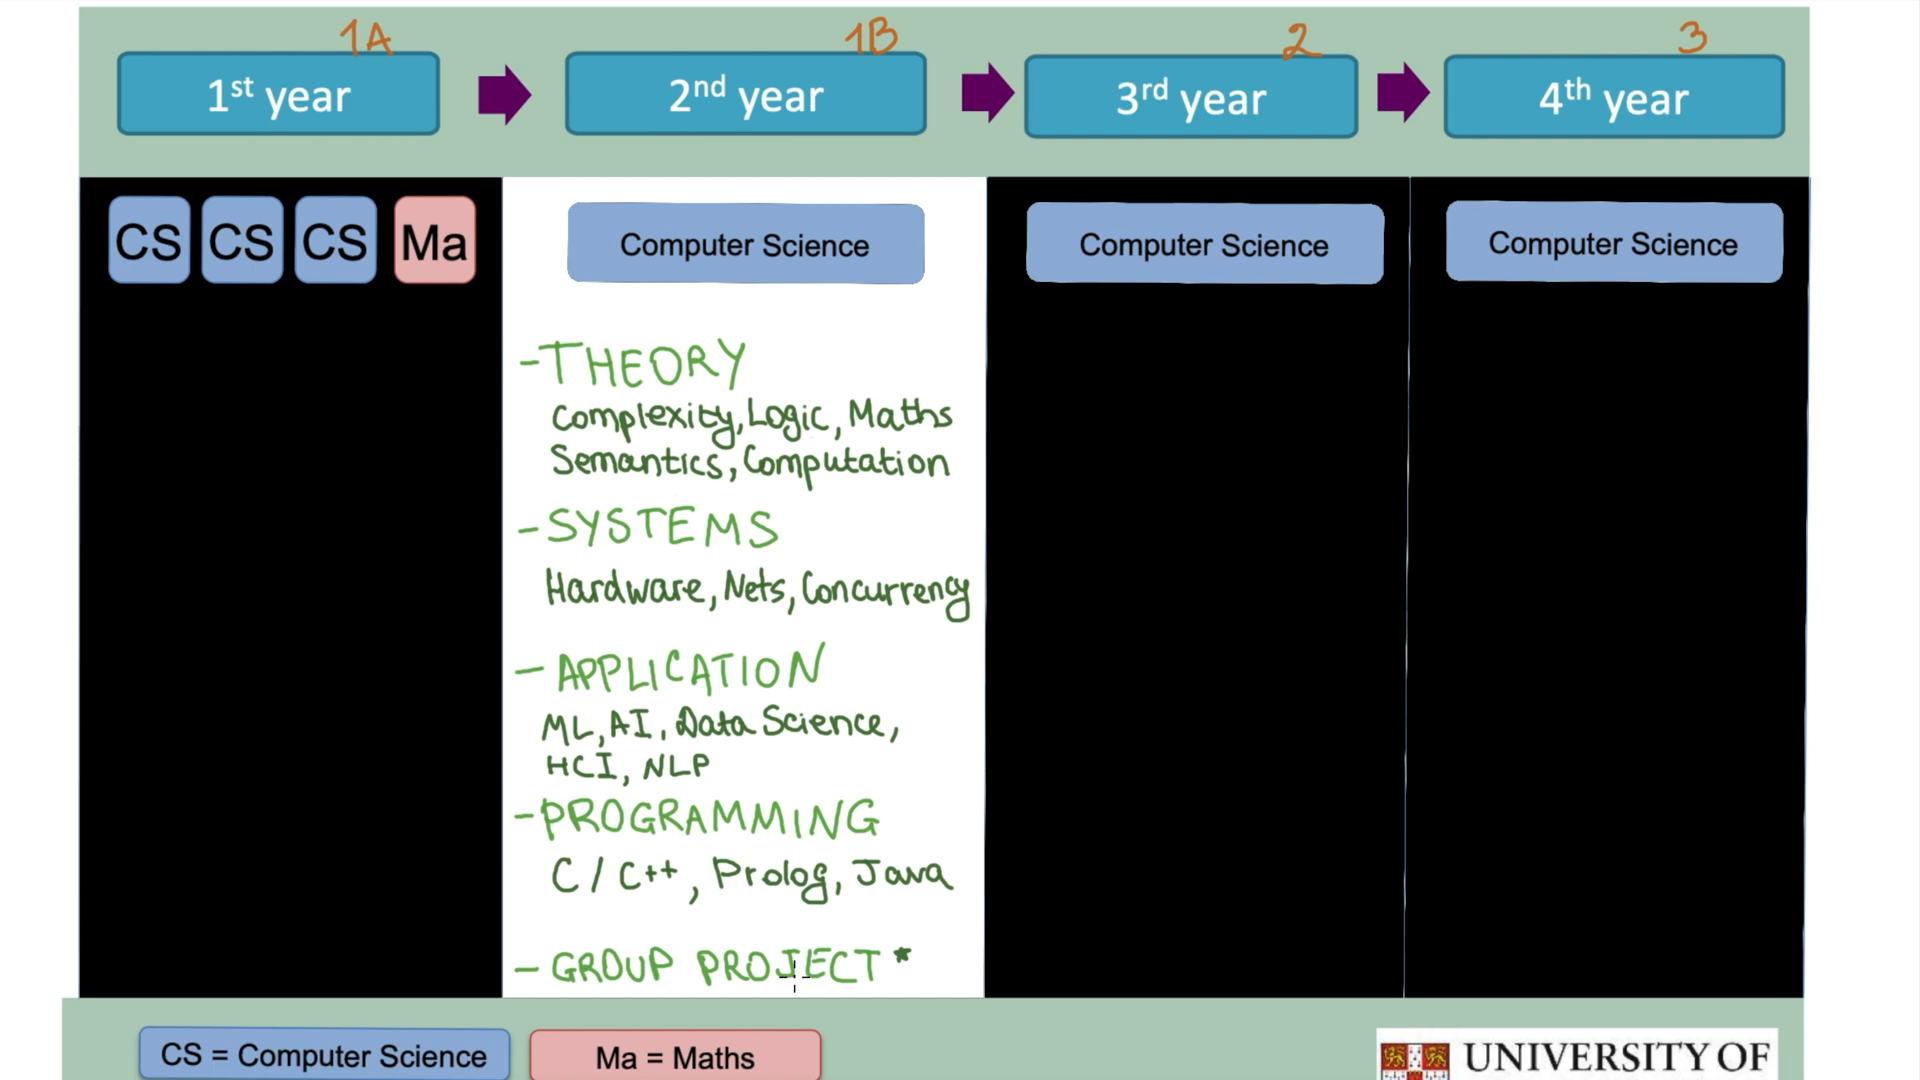 1A
1B
2
3
1st year
2nd year
3rd year
4th year
CS CS CS Ma
Computer Science
Computer Science
Computer Science
- THEORY
Complexity, Logic, Maths
Semantics, Computation
- SYSTEMS
Hardware, Nets, Concurrency
- APPLICATION
ML, AI, Data Science,
HCI, NLP
- PROGRAMMING
C / C++, Prolog, Java
- GROUP PROJECT *
CS = Computer Science
Ma = Maths
UNIVERSITY OF